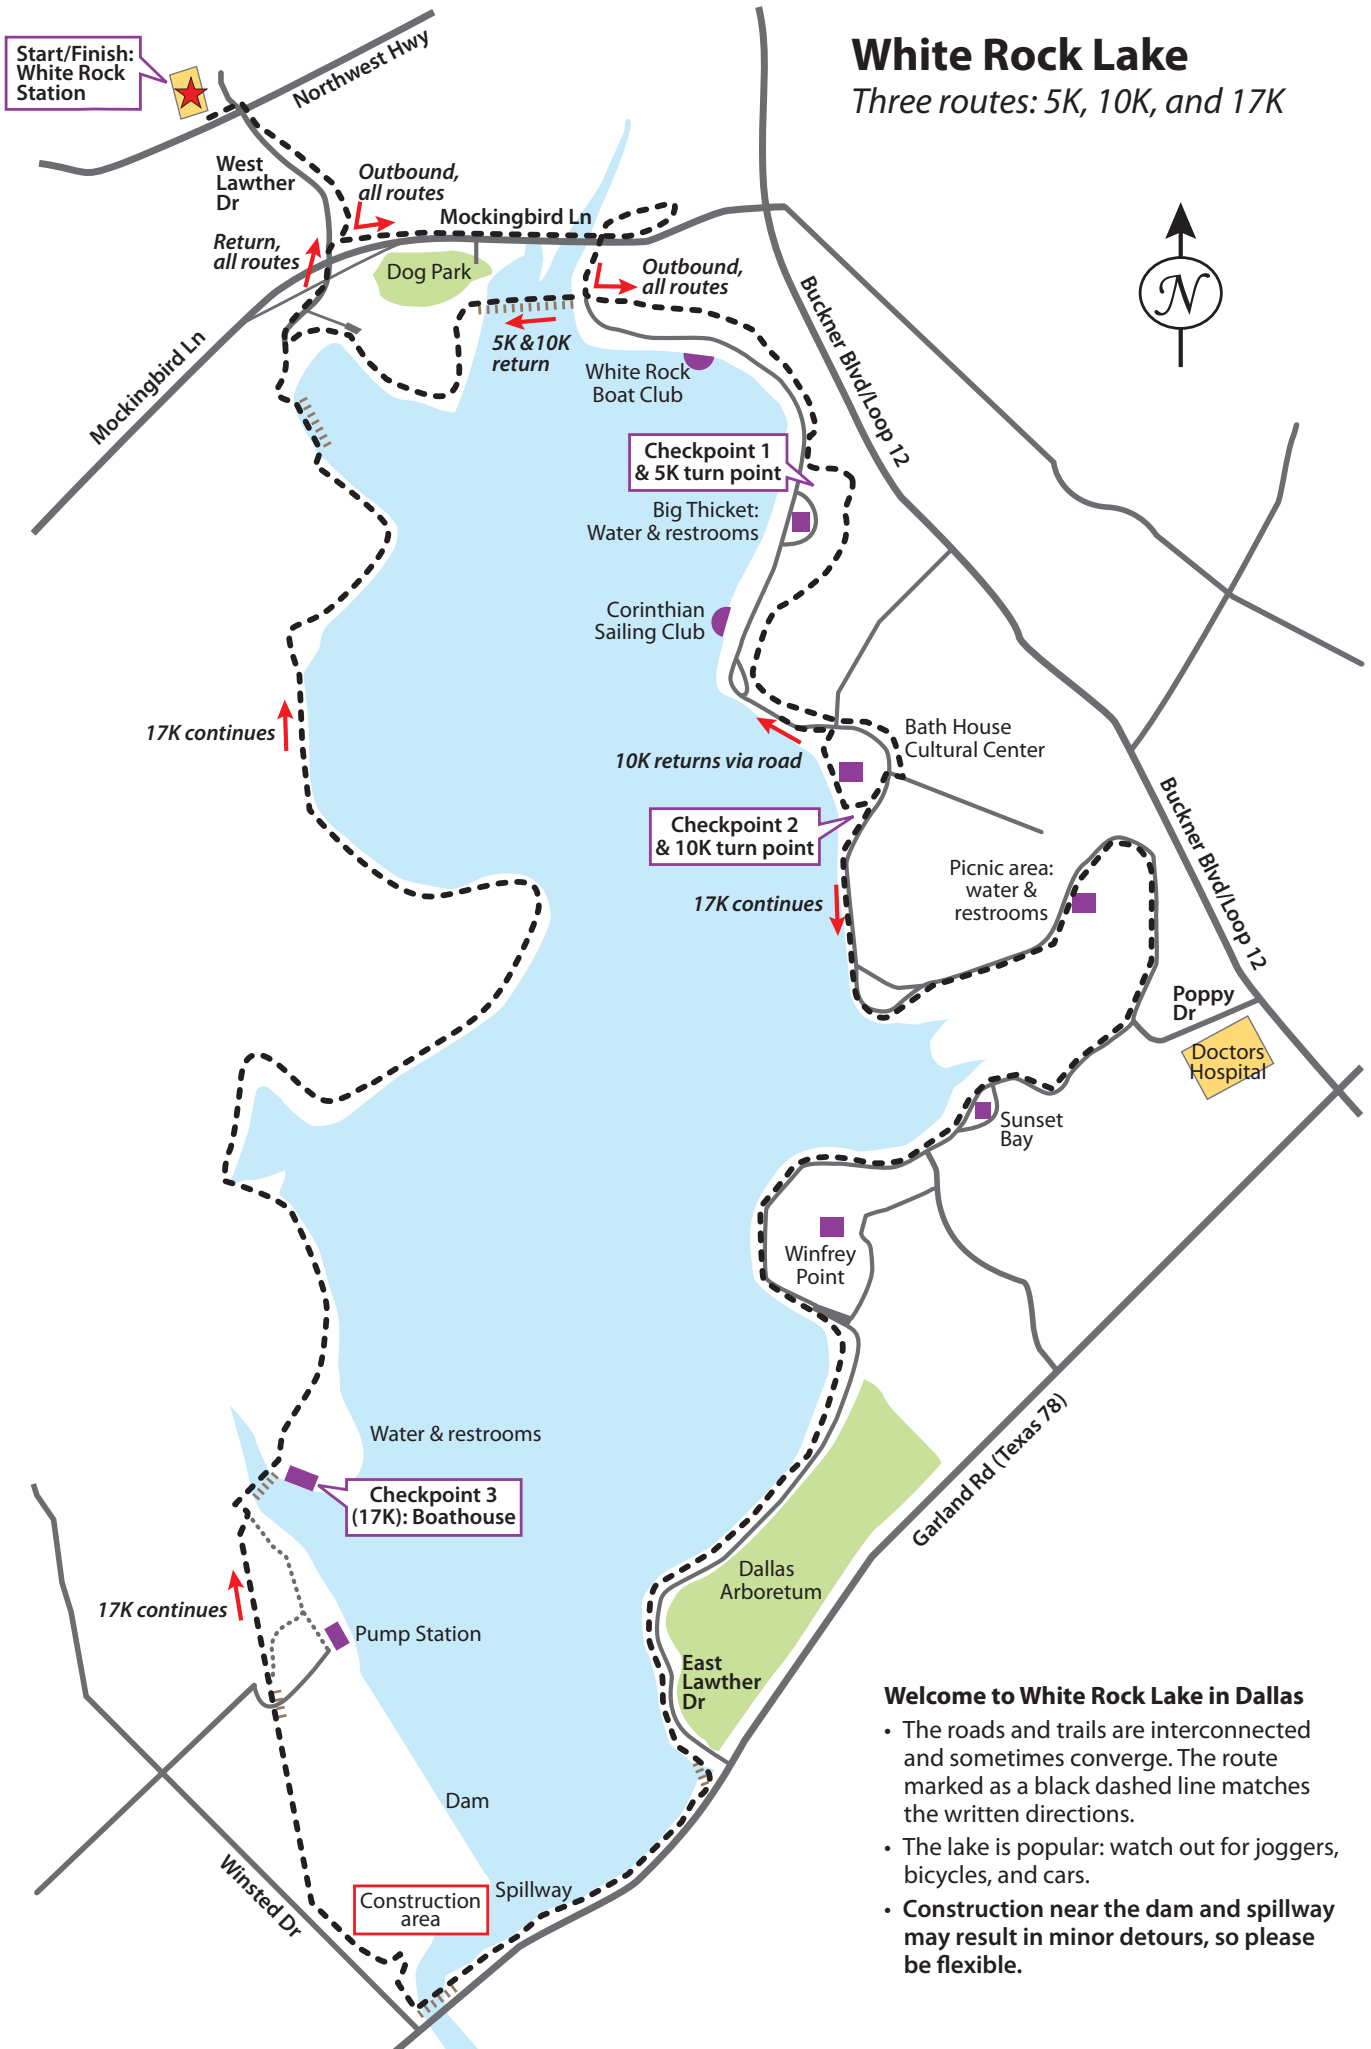 White Rock Lake
Three routes: 5K, 10K, and 17K
Start/Finish:
White Rock
Station
Northwest Hwy
West
Lawther
Dr
Outbound,
all routes
Mockingbird Ln
Return,
all routes
Dog Park
Outbound,
all routes
5K &10K
return
Mockingbird Ln
White Rock
Boat Club
Buckner Blvd/Loop 12
N
Checkpoint 1
& 5K turn point
Big Thicket:
Water & restrooms
Corinthian
Sailing Club
17K continues
10K returns via road
Bath House
Cultural Center
Checkpoint 2
& 10K turn point
17K continues
Picnic area:
water &
restrooms
Buckner Blvd/Loop 12
Poppy
Dr
Doctors
Hospital
Sunset
Bay
Winfrey
Point
Water & restrooms
Checkpoint 3
(17K): Boathouse
Garland Rd (Texas 78)
Dallas
Arboretum
17K continues
Pump Station
East
Lawther
Dr
Dam
Winsted Dr
Construction
area
Spillway
Welcome to White Rock Lake in Dallas
• The roads and trails are interconnected
and sometimes converge. The route
marked as a black dashed line matches
the written directions.
• The lake is popular: watch out for joggers,
bicycles, and cars.
• Construction near the dam and spillway
may result in minor detours, so please
be flexible.